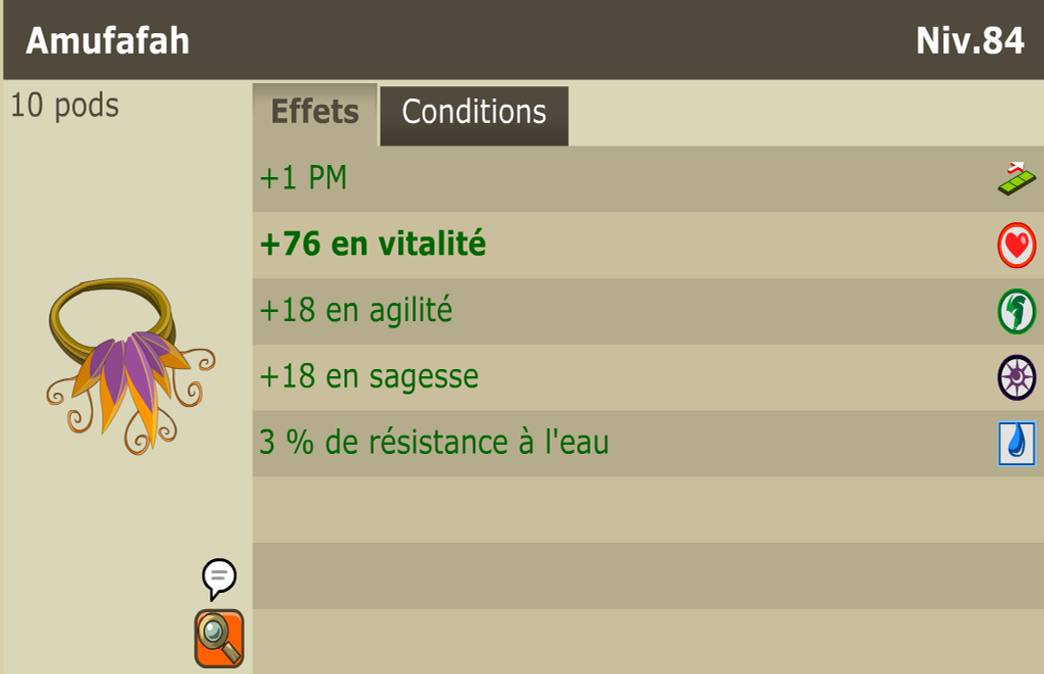 Amufafah
Niv.84
10 pods
Effets
Conditions
+1 PM
+76 en vitalité
+18 en agilité
+18 en sagesse
3 % de résistance à l'eau